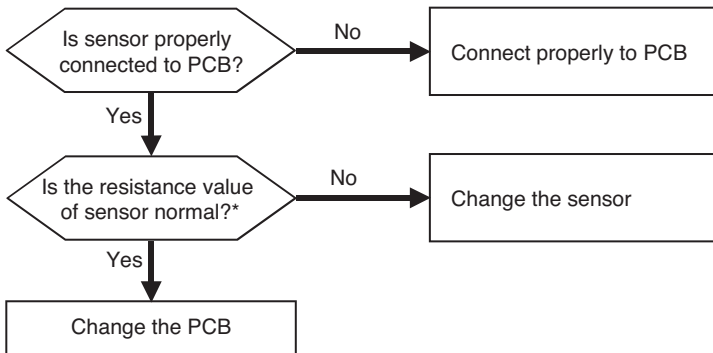 Is sensor properly
connected to PCB?
No
Connect properly to PCB
Yes
Is the resistance value
of sensor normal?*
No
Change the sensor
Yes
Change the PCB